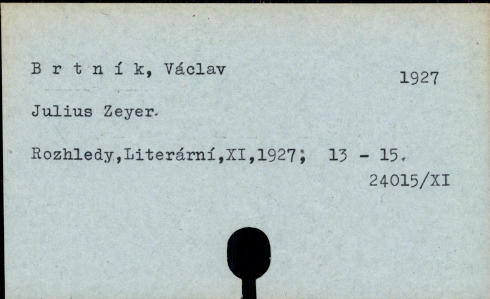 B r t n í k, Václav
1927
Julius Zeyer.
Rozhledy,Literární,XI,1927; 13 - 15.
24015/XI